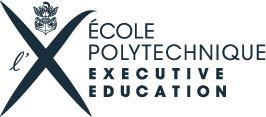 l'X
ÉCOLE
POLYTECHNIQUE
EXECUTIVE
EDUCATION